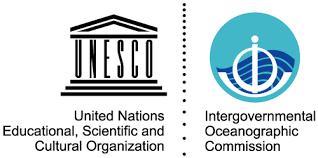 UNESCO
United Nations
Educational, Scientific and
Cultural Organization
Intergovernmental
Oceanographic
Commission